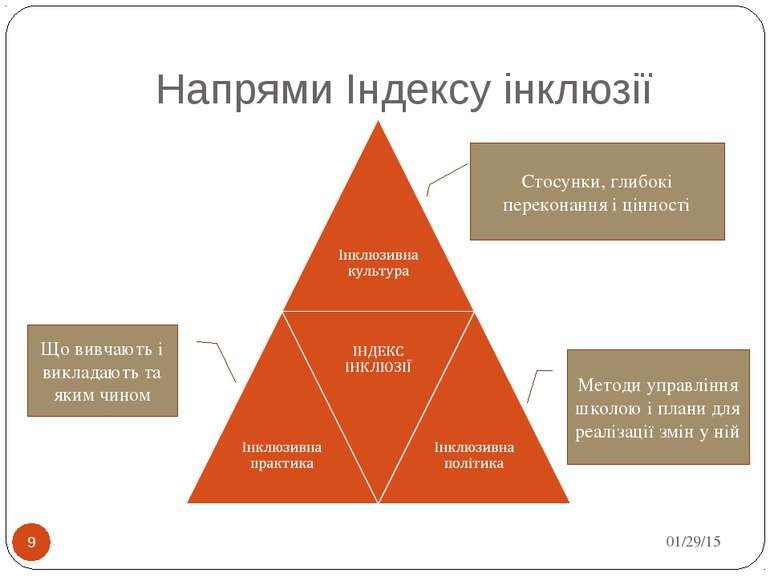 Напрями Індексу інклюзії
Стосунки, глибокі
переконання і цінності
Інклюзивна
культура
Що вивчають і
викладають та
яким чином
ІНДЕКС
ІНКЛЮЗІЇ
Методи управління
школою і плани для
реалізації змін у ній
Інклюзивна
практика
Інклюзивна
політика
9
01/29/15